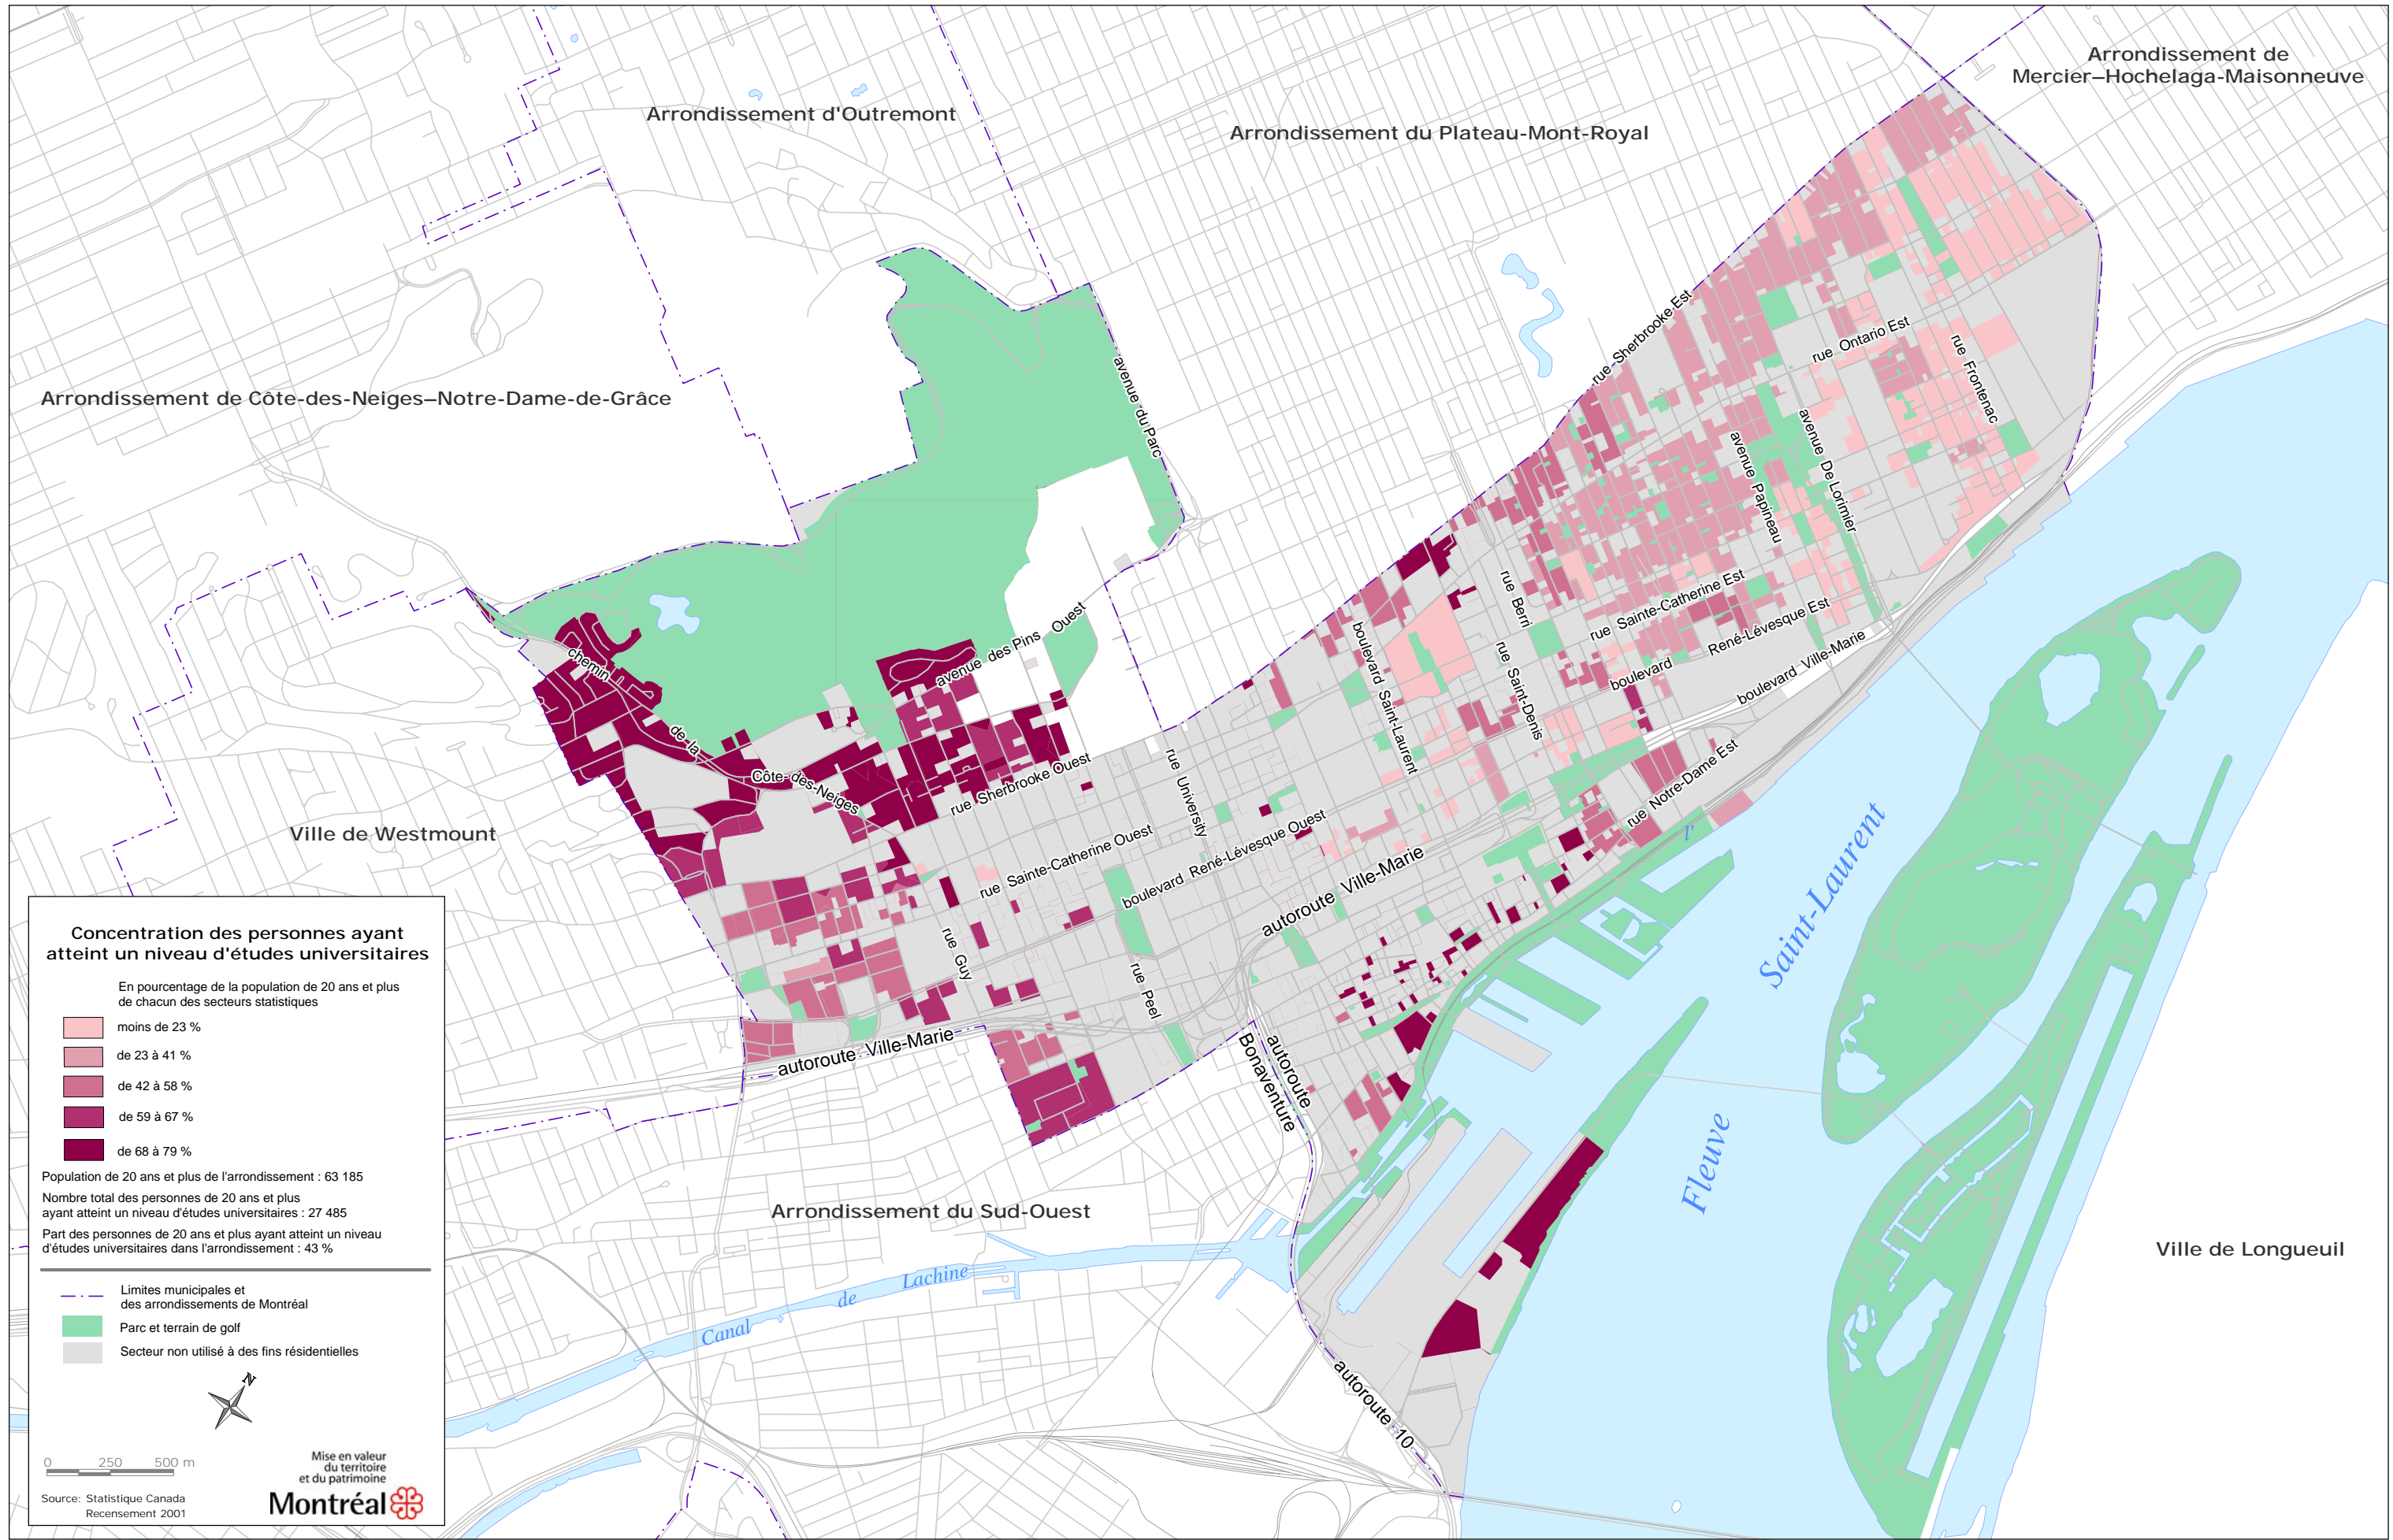 Arrondissement de
Mercier–Hochelaga-Maisonneuve
Arrondissement d'Outremont
Arrondissement du Plateau-Mont-Royal
Arrondissement de Côte-des-Neiges–Notre-Dame-de-Grâce
avenue du Parc
rue Sherbrooke Est
rue Ontario Est
rue Frontenac
avenue De Lorimier
avenue Papineau
rue Berri
rue Sainte-Catherine Est
René-Lévesque Est
boulevard
boulevard Ville-Marie
rue Saint-Denis
boulevard Saint-Laurent
avenue des Pins Ouest
chemin
de la
Côte-des-Neiges
rue Sherbrooke Ouest
rue University
rue Notre-Dame Est
l'
Ville de Westmount
rue Sainte-Catherine Ouest
boulevard René-Lévesque Ouest
autoroute Ville-Marie
Saint-Laurent
rue Guy
rue Peel
autoroute Ville-Marie
autoroute
Bonaventure
Fleuve
Arrondissement du Sud-Ouest
Ville de Longueuil
Canal
de
Lachine
autoroute 10
Concentration des personnes ayant
atteint un niveau d'études universitaires
En pourcentage de la population de 20 ans et plus
de chacun des secteurs statistiques
moins de 23 %
de 23 à 41 %
de 42 à 58 %
de 59 à 67 %
de 68 à 79 %
Population de 20 ans et plus de l'arrondissement : 63 185
Nombre total des personnes de 20 ans et plus
ayant atteint un niveau d'études universitaires : 27 485
Part des personnes de 20 ans et plus ayant atteint un niveau
d'études universitaires dans l'arrondissement : 43 %
Limites municipales et
des arrondissements de Montréal
Parc et terrain de golf
Secteur non utilisé à des fins résidentielles
N
0 250 500 m
Source: Statistique Canada
Recensement 2001
Mise en valeur
du territoire
et du patrimoine
Montréal